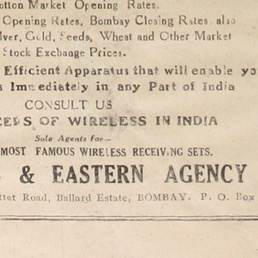 otton Market Opening Rates.
Opening Rates, Bombay Closing Rates. also
lver, Gold, Seeds, Wheat and Other Market
Stock Exchange Prices.
Efficient Apparatus that will enable yo
s Immediately in any Part of India
CONSULT US
EEDS OF WIRELESS IN INDIA
Sole Agents for—
MOST FAMOUS WIRELESS RECEIVING SETS.
& EASTERN AGENCY
ttet Road, Ballard Estate, BOMBAY. P. O. Box